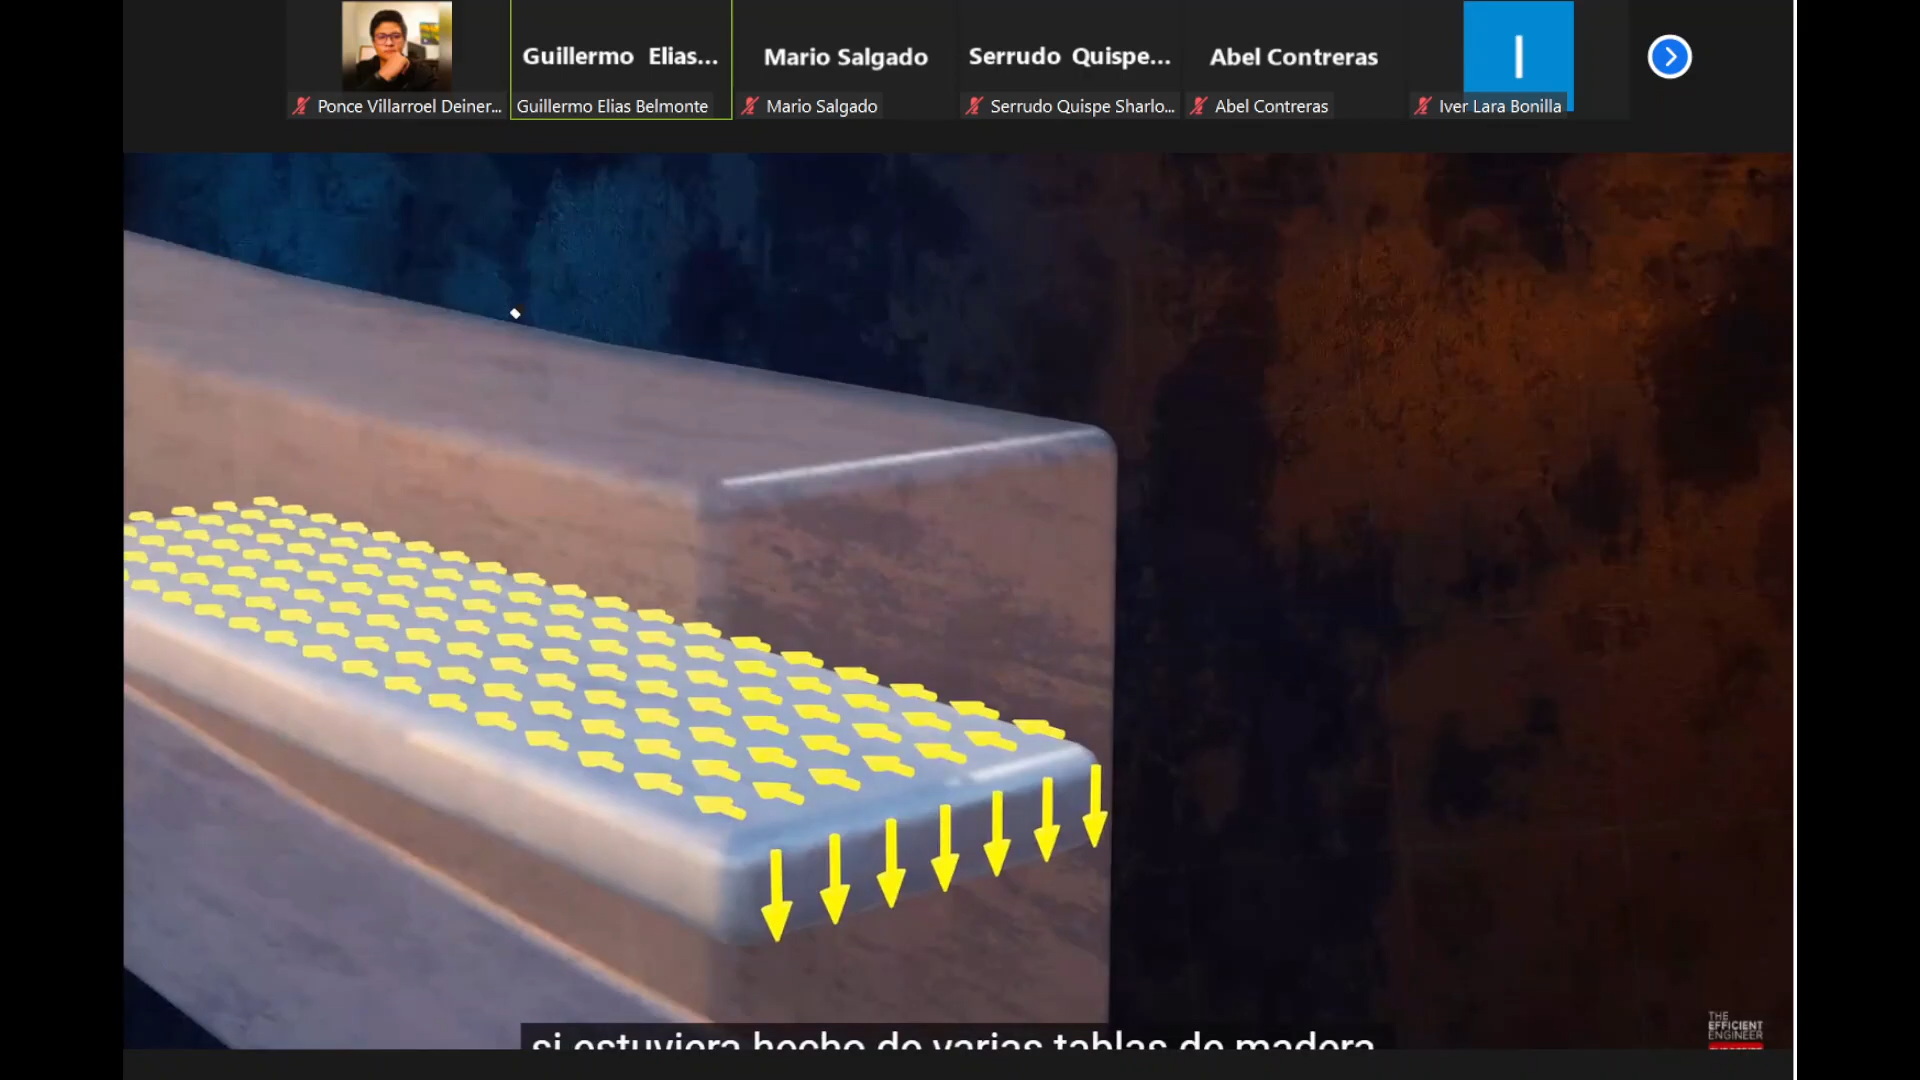 Guillermo Elias...
Mario Salgado
Serrudo Quispe...
Abel Contreras
I
Ponce Villarroel Deiner...
Guillermo Elias Belmonte
Mario Salgado
Serrudo Quispe Sharlo...
Abel Contreras
Iver Lara Bonilla
si estuviera hecho de varias tablas de madera
THE
EFFICIENT
ENGINEER